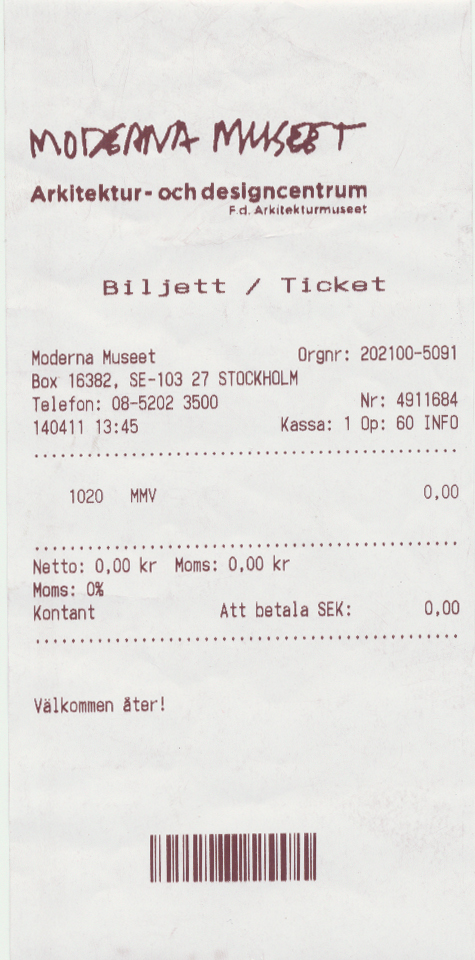 MODERNA MUSEET
Arkitektur- och designcentrum
F.d. Arkitekturmuseet
Biljett / Ticket
Moderna Museet Orgnr: 202100-5091
Box 16382, SE-103 27 STOCKHOLM
Telefon: 08-5202 3500 Nr: 4911684
140411 13:45 Kassa: 1 Op: 60 INFO
1020 MMV 0,00
Netto: 0,00 kr Moms: 0,00 kr
Moms: 0%
Kontant Att betala SEK: 0,00
Välkommen åter!